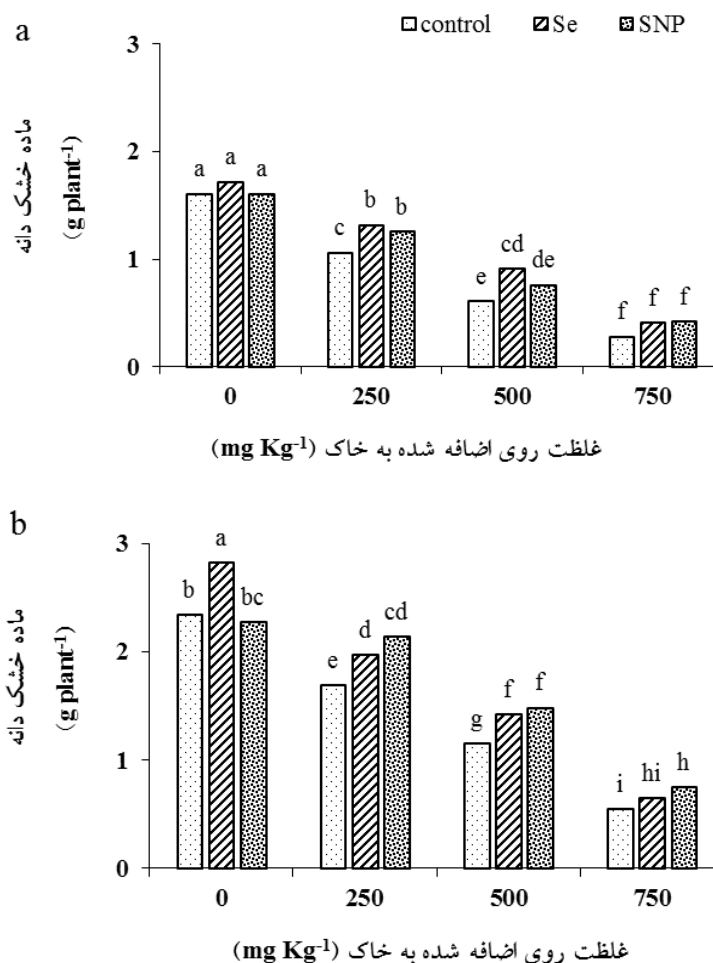 a
control Se SNP
ماده خشک دانه
(g plant-1)
3
2
1
0
a a a
c b b
e cd de
f f f
0 250 500 750
غلظت روی اضافه شده به خاک (mg Kg-1)
b
ماده خشک دانه
(g plant-1)
3
2
1
0
b a bc
e d cd
g f f
i hi h
0 250 500 750
غلظت روی اضافه شده به خاک (mg Kg-1)